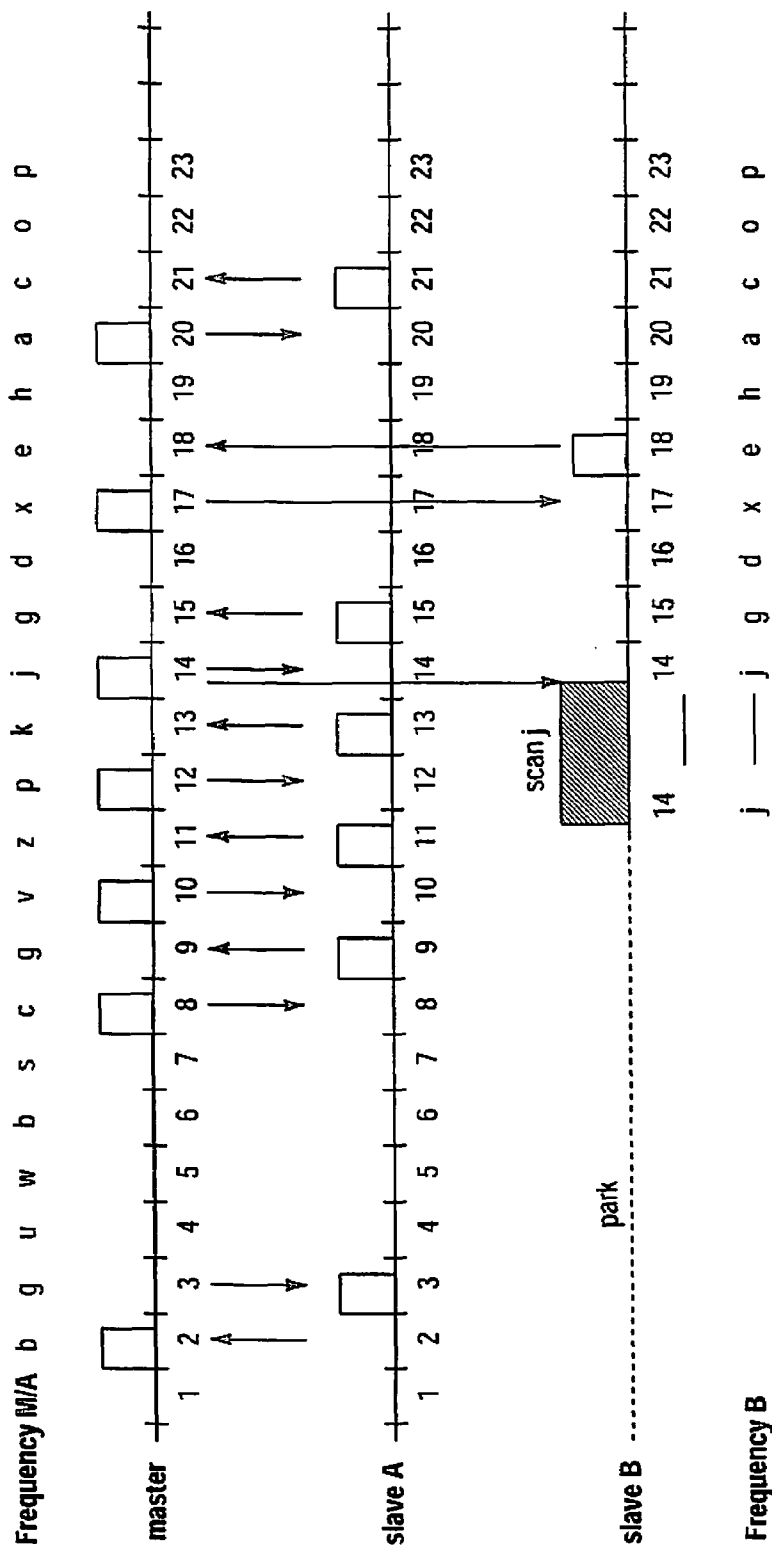 Frequency M/A b g u w b s c g v z p k j g d x e h a c o p
master
1 2 3 4 5 6 7 8 9 10 11 12 13 14 15 16 17 18 19 20 21 22 23
slave A
1 2 3 4 5 6 7 8 9 10 11 12 13 14 15 16 17 18 19 20 21 22 23
scan j
park
slave B
14 — 14 15 16 17 18 19 20 21 22 23
Frequency B j — j g d x e h a c o p